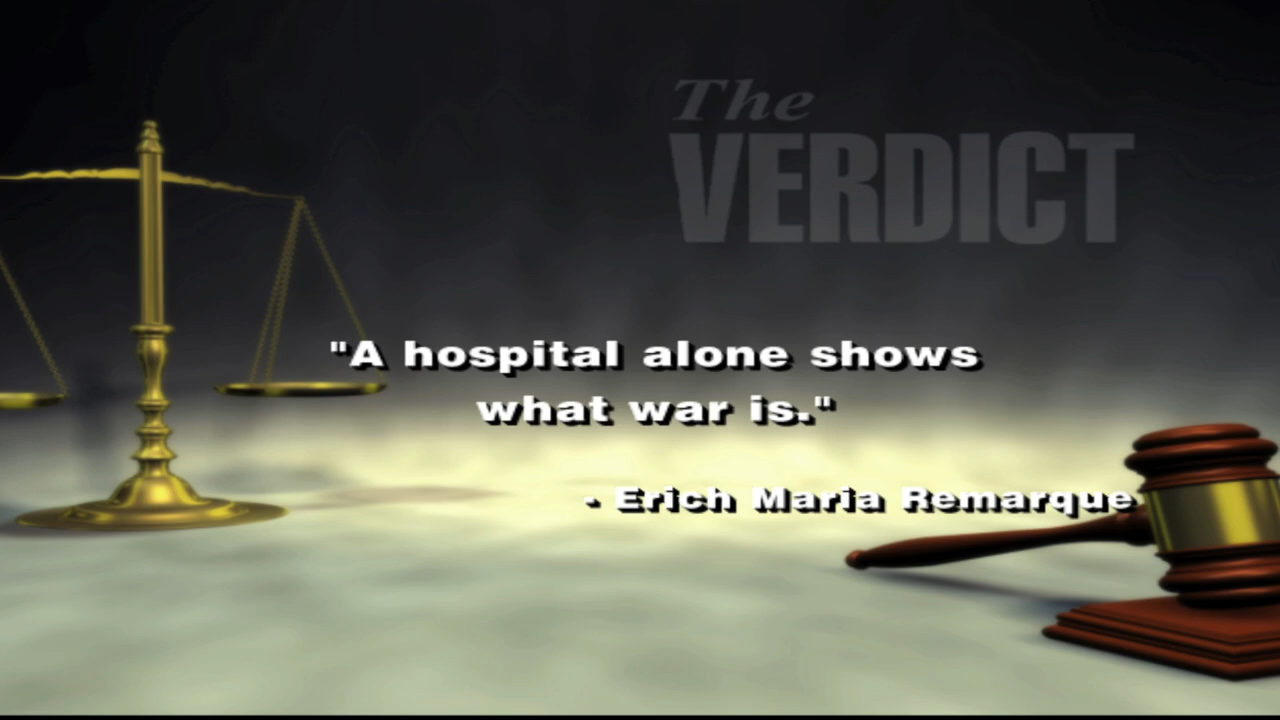 The
VERDICT
"A hospital alone shows
what war is."
- Erich Maria Remarque